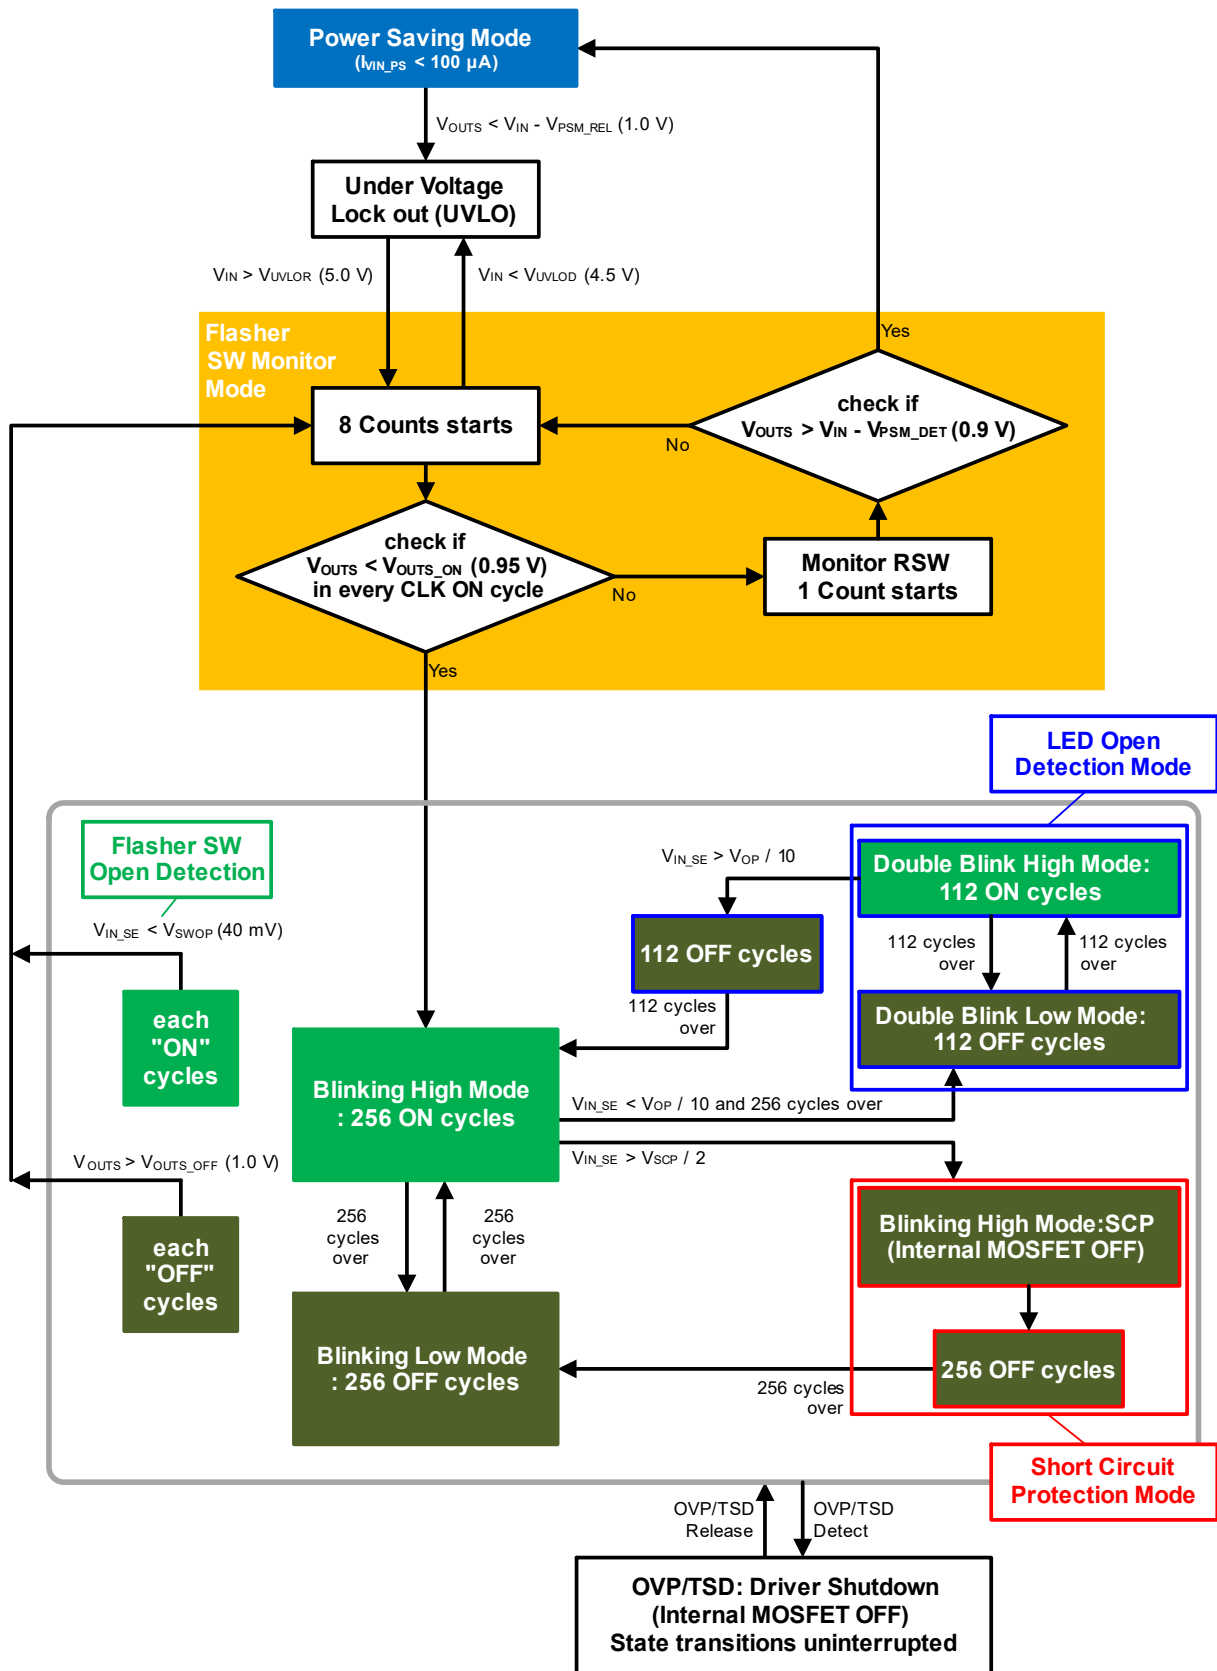 Power Saving Mode
(IVIN_PS < 100 µA)
VOUTS < VIN - VPSM_REL (1.0 V)
Under Voltage
Lock out (UVLO)
VIN > VUVLOR (5.0 V)
VIN < VUVLOD (4.5 V)
Flasher
SW Monitor
Mode
Yes
8 Counts starts
check if
VOUTS > VIN - VPSM_DET (0.9 V)
No
check if
VOUTS < VOUTS_ON (0.95 V)
in every CLK ON cycle
No
Monitor RSW
1 Count starts
Yes
LED Open
Detection Mode
Flasher SW
Open Detection
VIN_SE > VOP / 10
Double Blink High Mode:
112 ON cycles
VIN_SE < VSWOP (40 mV)
112 OFF cycles
112 cycles
over
112 cycles
over
112 cycles
over
Double Blink Low Mode:
112 OFF cycles
each
"ON"
cycles
Blinking High Mode
: 256 ON cycles
VIN_SE < VOP / 10 and 256 cycles over
VIN_SE > VSCP / 2
VOUTS > VOUTS_OFF (1.0 V)
256
cycles
over
256
cycles
over
Blinking High Mode:SCP
(Internal MOSFET OFF)
each
"OFF"
cycles
Blinking Low Mode
: 256 OFF cycles
256 OFF cycles
256 cycles
over
Short Circuit
Protection Mode
OVP/TSD
Release
OVP/TSD
Detect
OVP/TSD: Driver Shutdown
(Internal MOSFET OFF)
State transitions uninterrupted